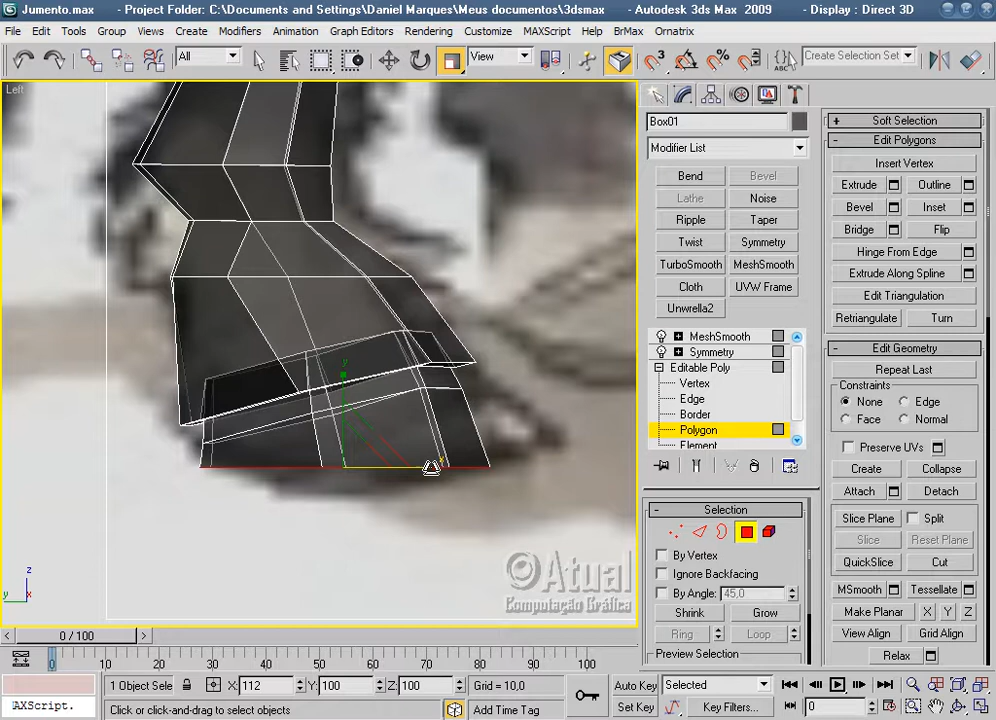 Jumento.max - Project Folder: C:\Documents and Settings\Daniel Marques\Meus documentos\3dsmax - Autodesk 3ds Max 2009 - Display : Direct 3D
File Edit Tools Group Views Create Modifiers Animation Graph Editors Rendering Customize MAXScript Help BrMax Ornatrix
All View Create Selection Set
Left
Box01
Modifier List
Bend Bevel
Lathe Noise
Ripple Taper
Twist Symmetry
TurboSmooth MeshSmooth
Cloth UVW Frame
Unwrella2
MeshSmooth
Symmetry
Editable Poly
Vertex
Edge
Border
Polygon
Element
Selection
By Vertex
Ignore Backfacing
By Angle: 45,0
Shrink Grow
Ring Loop
Preview Selection
+ Soft Selection
- Edit Polygons
Insert Vertex
Extrude Outline
Bevel Inset
Bridge Flip
Hinge From Edge
Extrude Along Spline
Edit Triangulation
Retriangulate Turn
- Edit Geometry
Repeat Last
Constraints
None Edge
Face Normal
Preserve UVs
Create Collapse
Attach Detach
Slice Plane Split
Slice Reset Plane
QuickSlice Cut
MSmooth Tessellate
Make Planar X Y Z
View Align Grid Align
Relax
y
x
z
y x
Atual
Computação Gráfica
< 0 / 100 >
0 10 20 30 40 50 60 70 80 90 100
1 Object Sele X: 112 Y: 100 Z: 100 Grid = 10,0
Auto Key Selected
AXScript. Click or click-and-drag to select objects Add Time Tag
Set Key Key Filters... 0